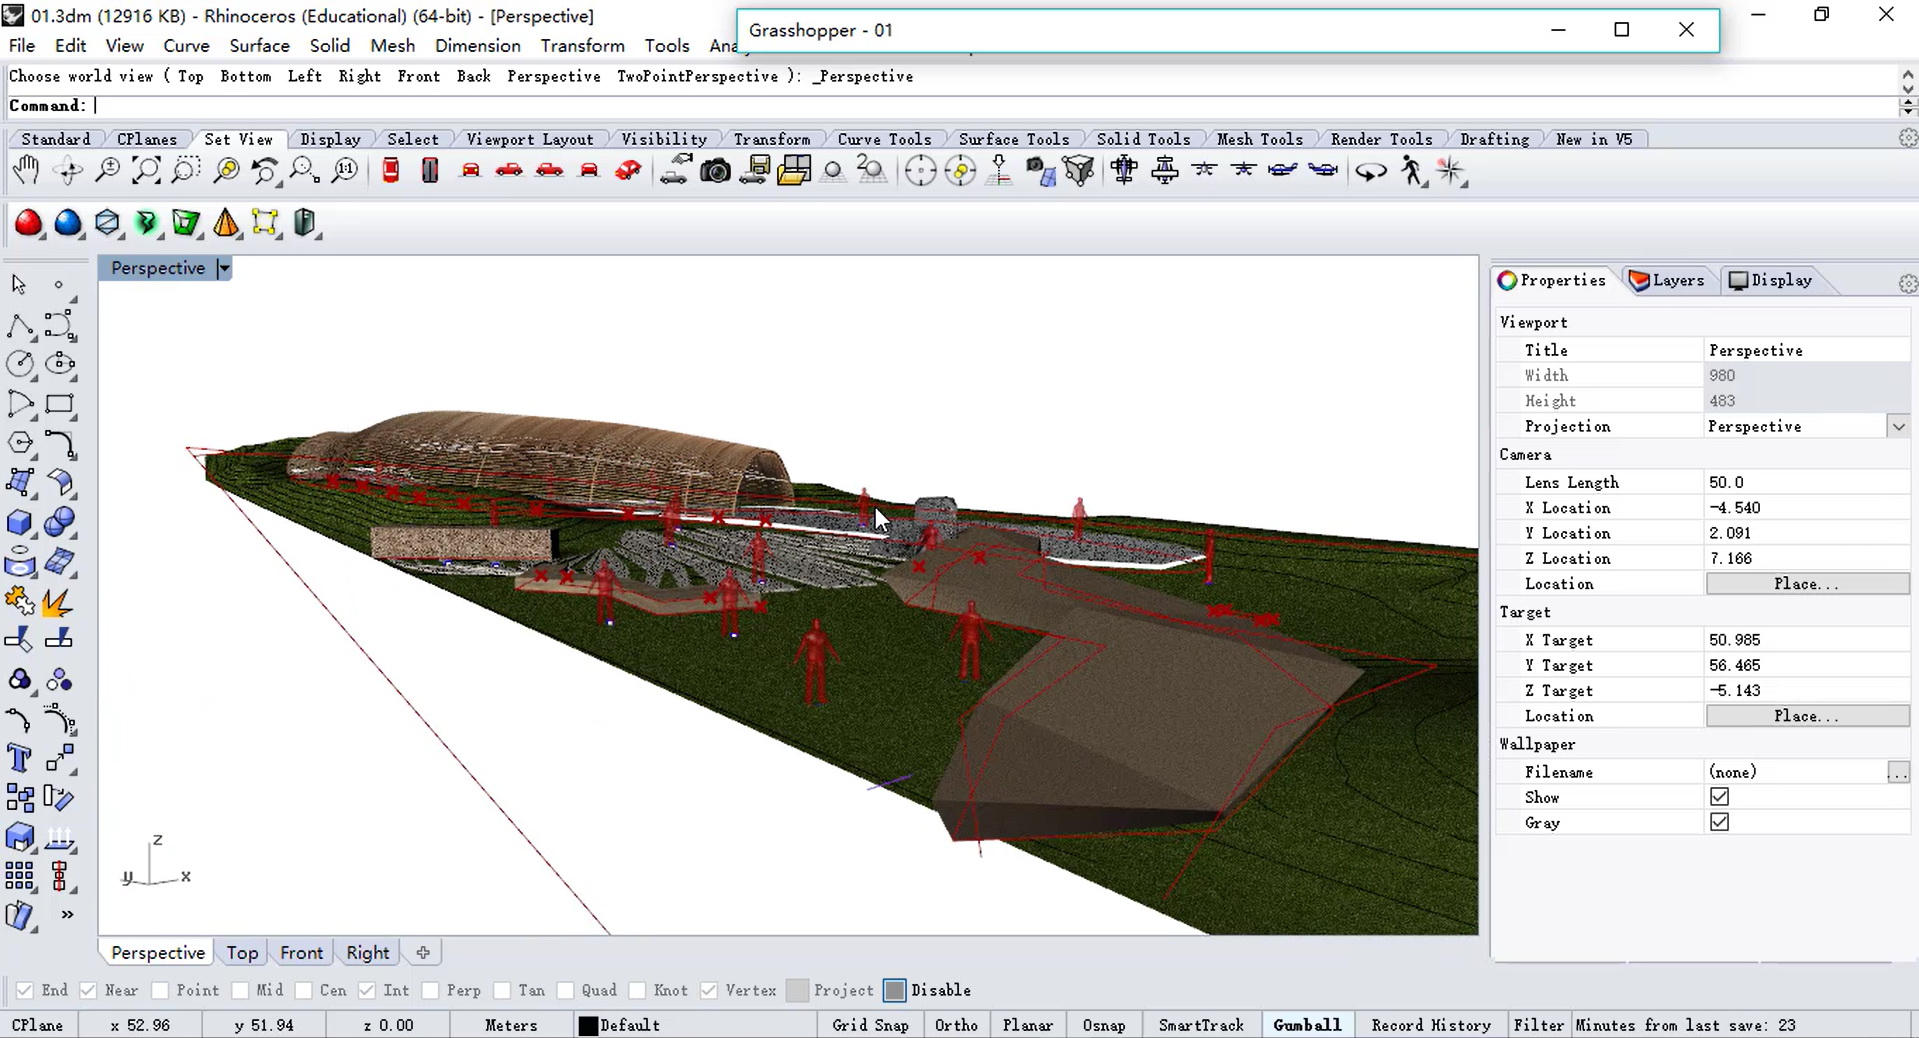 01.3dm (12916 KB) - Rhinoceros (Educational) (64-bit) - [Perspective]
Grasshopper - 01
File Edit View Curve Surface Solid Mesh Dimension Transform Tools
Choose world view ( Top Bottom Left Right Front Back Perspective TwoPointPerspective ): _Perspective
Command:
Standard CPlanes Set View Display Select Viewport Layout Visibility Transform Curve Tools Surface Tools Solid Tools Mesh Tools Render Tools Drafting New in V5
1:1
2
Perspective
Properties Layers Display
Viewport
Title Perspective
Width 980
Height 483
Projection Perspective
Camera
Lens Length 50.0
X Location -4.540
Y Location 2.091
Z Location 7.166
Location Place...
Target
X Target 50.985
Y Target 56.465
Z Target -5.143
Location Place...
Wallpaper
Filename (none) ...
Show
Gray
z
y x
Perspective Top Front Right
End Near Point Mid Cen Int Perp Tan Quad Knot Vertex Project Disable
CPlane x 52.96 y 51.94 z 0.00 Meters Default Grid Snap Ortho Planar Osnap SmartTrack Gumball Record History Filter Minutes from last save: 23